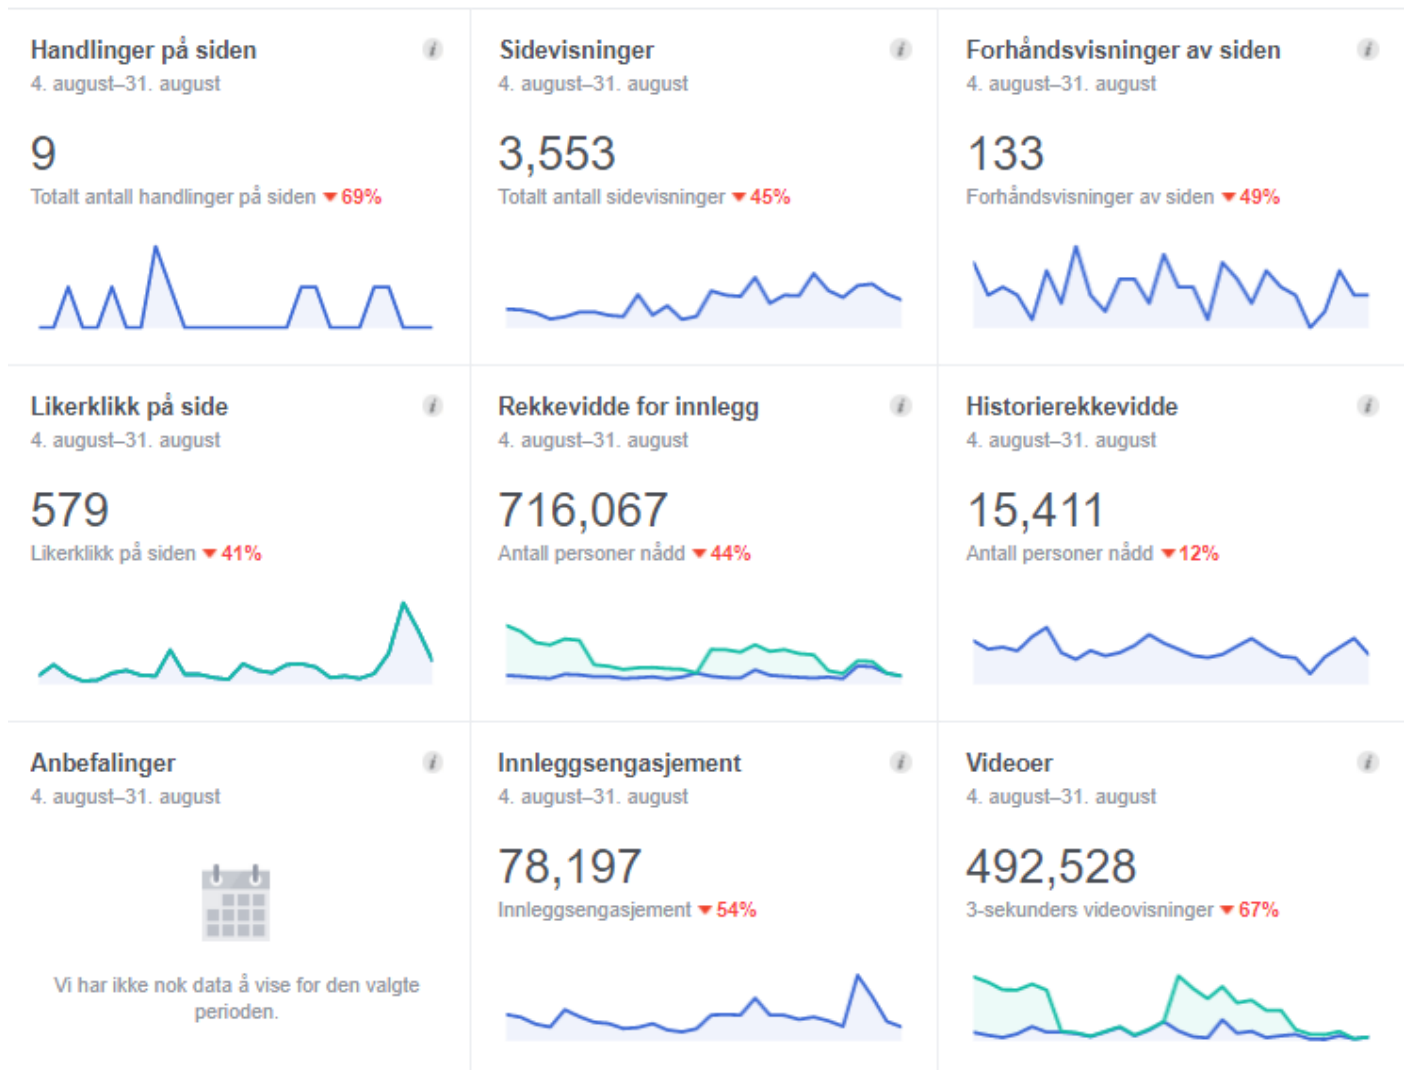 Handlinger på siden
4. august–31. august
9
Totalt antall handlinger på siden ▼ 69%
Sidevisninger
4. august–31. august
3,553
Totalt antall sidevisninger ▼ 45%
Forhåndsvisninger av siden
4. august–31. august
133
Forhåndsvisninger av siden ▼ 49%
Likerklikk på side
4. august–31. august
579
Likerklikk på siden ▼ 41%
Rekkevidde for innlegg
4. august–31. august
716,067
Antall personer nådd ▼ 44%
Historierekkevidde
4. august–31. august
15,411
Antall personer nådd ▼ 12%
Anbefalinger
4. august–31. august
Vi har ikke nok data å vise for den valgte
perioden.
Innleggsengasjement
4. august–31. august
78,197
Innleggsengasjement ▼ 54%
Videoer
4. august–31. august
492,528
3-sekunders videovisninger ▼ 67%